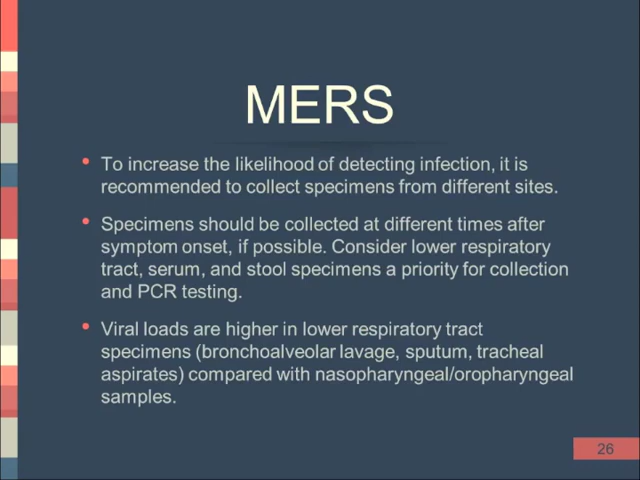 MERS
• To increase the likelihood of detecting infection, it is
recommended to collect specimens from different sites.
• Specimens should be collected at different times after
symptom onset, if possible. Consider lower respiratory
tract, serum, and stool specimens a priority for collection
and PCR testing.
• Viral loads are higher in lower respiratory tract
specimens (bronchoalveolar lavage, sputum, tracheal
aspirates) compared with nasopharyngeal/oropharyngeal
samples.
26